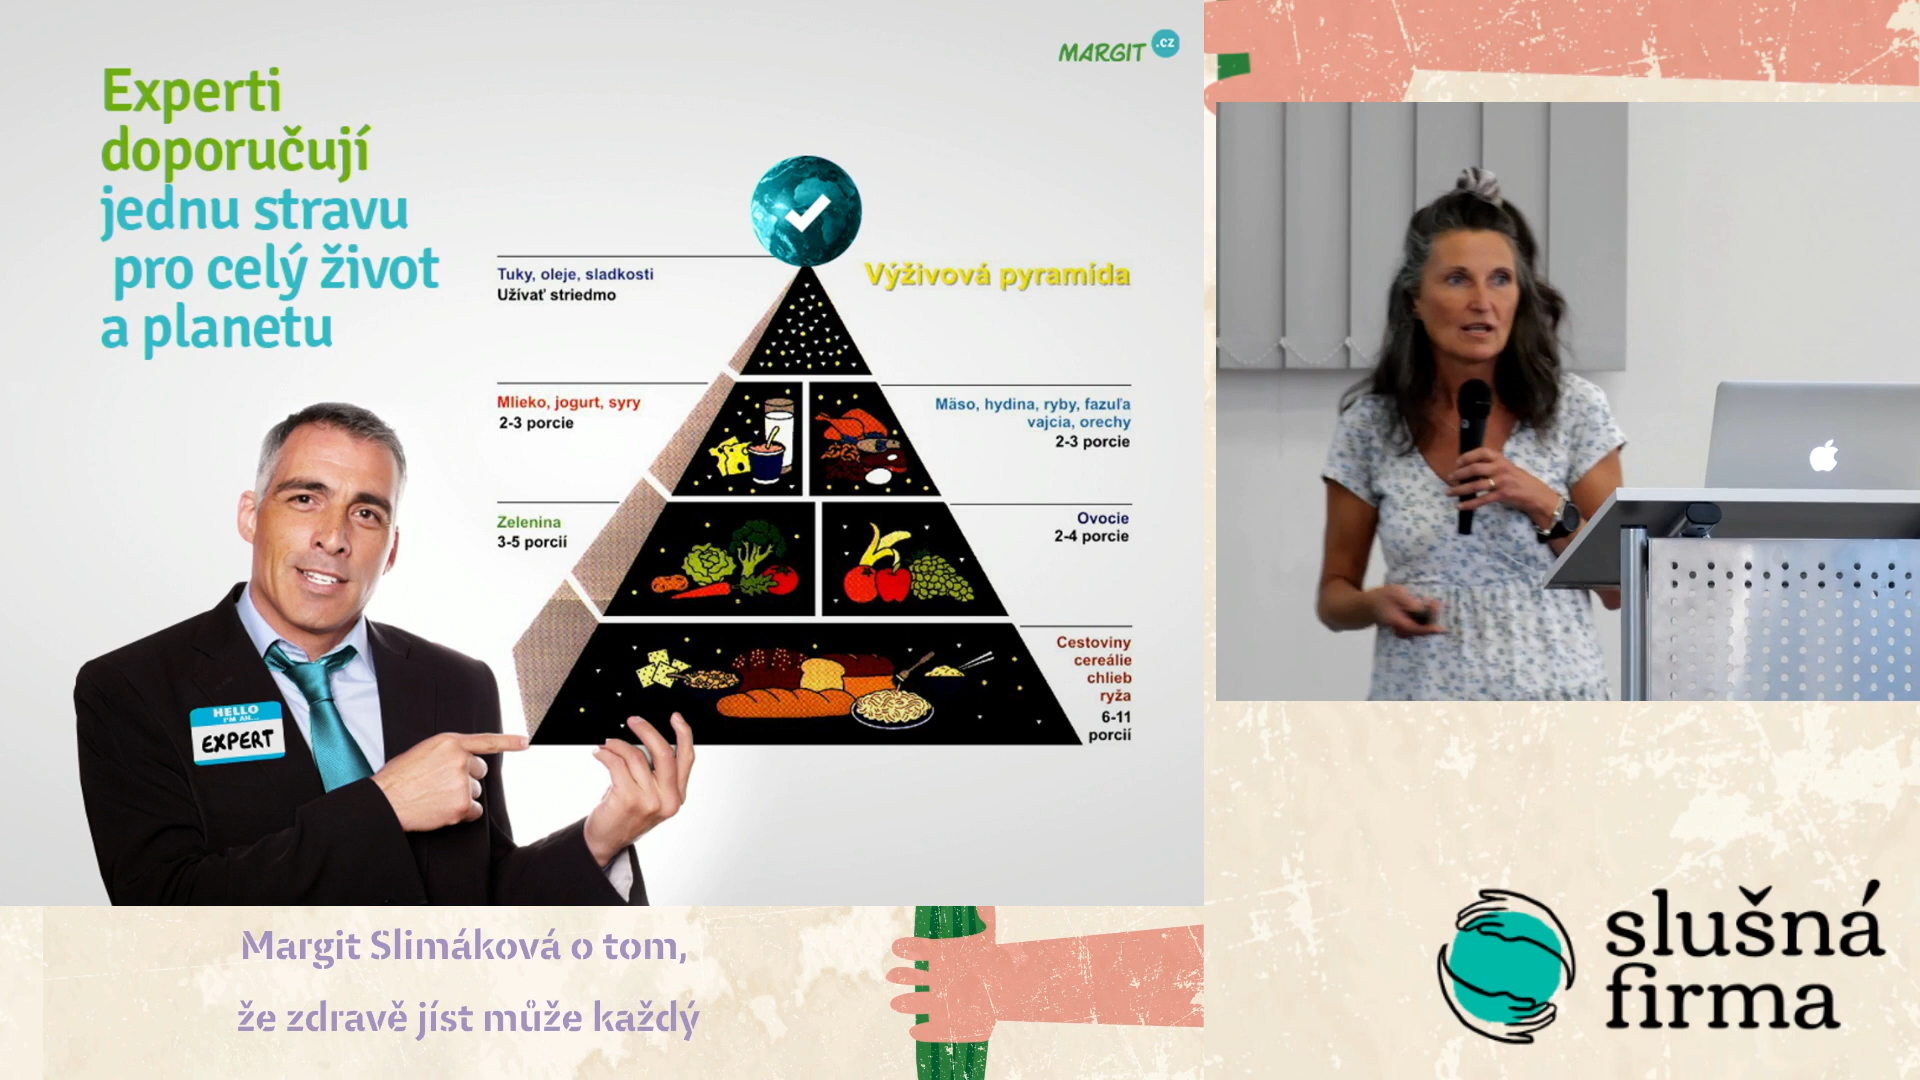 MARGIT .cz
Experti
doporučují
jednu stravu
pro celý život
a planetu
Výživová pyramída
Tuky, oleje, sladkosti
Užívať striedmo
Mlieko, jogurt, syry
2-3 porcie
Mäso, hydina, ryby, fazuľa
vajcia, orechy
2-3 porcie
Zelenina
3-5 porcií
Ovocie
2-4 porcie
Cestoviny
cereálie
chlieb
ryža
6-11
porcií
HELLO
I'M AN...
EXPERT
Margit Slimáková o tom,
že zdravě jíst může každý
slušná
firma